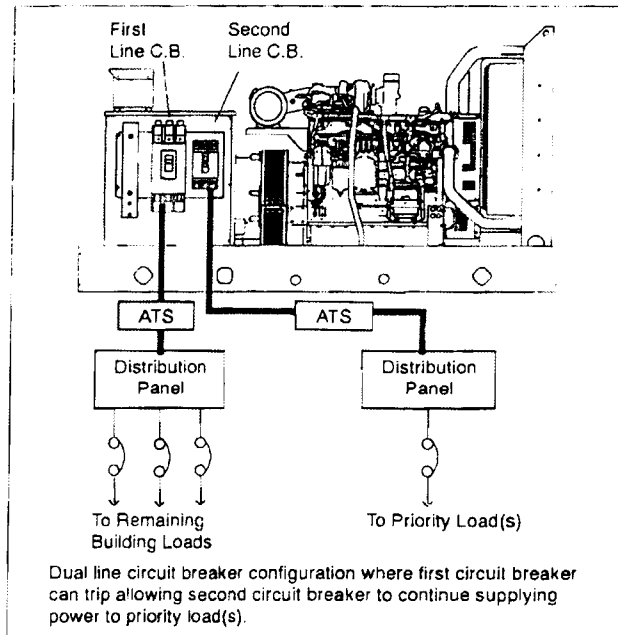 First
Line C.B.
Second
Line C.B.
ATS
ATS
Distribution
Panel
Distribution
Panel
To Remaining
Building Loads
To Priority Load(s)
Dual line circuit breaker configuration where first circuit breaker
can trip allowing second circuit breaker to continue supplying
power to priority load(s).